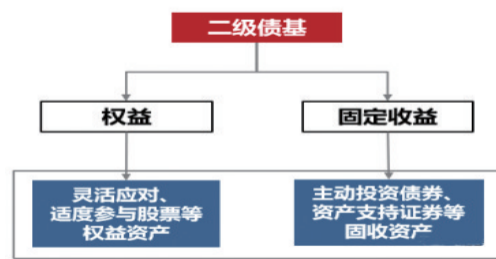 二级债基
权益
固定收益
灵活应对、
适度参与股票等
权益资产
主动投资债券、
资产支持证券等
固收资产